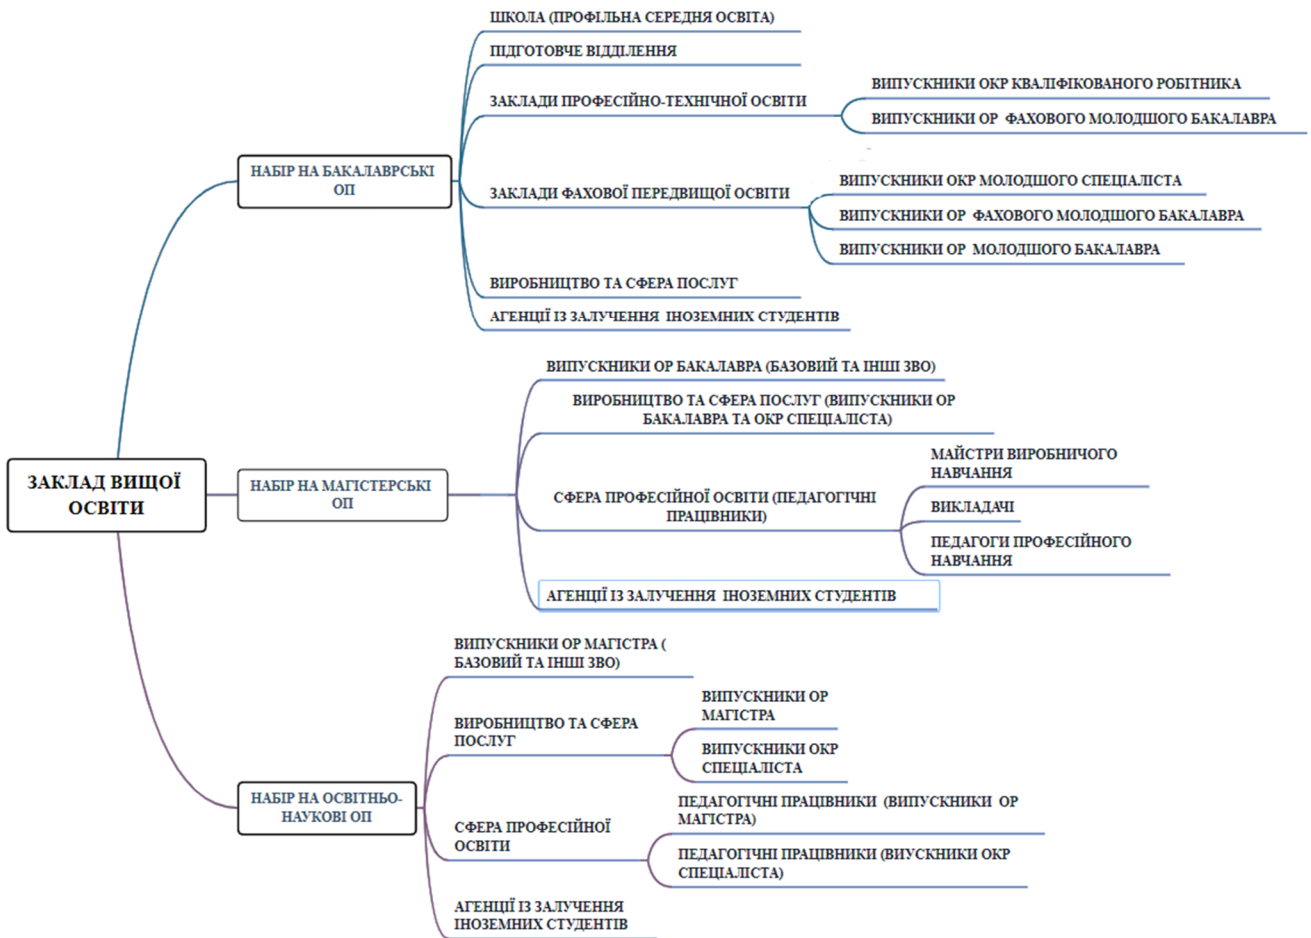 ШКОЛА (ПРОФІЛЬНА СЕРЕДНЯ ОСВІТА)
ПІДГОТОВЧЕ ВІДДІЛЕННЯ
ЗАКЛАДИ ПРОФЕСІЙНО-ТЕХНІЧНОЇ ОСВІТИ
ВИПУСКНИКИ ОКР КВАЛІФІКОВАНОГО РОБІТНИКА
ВИПУСКНИКИ ОР ФАХОВОГО МОЛОДШОГО БАКАЛАВРА
НАБІР НА БАКАЛАВРСЬКІ
ОП
ЗАКЛАДИ ФАХОВОЇ ПЕРЕДВИЩОЇ ОСВІТИ
ВИПУСКНИКИ ОКР МОЛОДШОГО СПЕЦІАЛІСТА
ВИПУСКНИКИ ОР ФАХОВОГО МОЛОДШОГО БАКАЛАВРА
ВИПУСКНИКИ ОР МОЛОДШОГО БАКАЛАВРА
ВИРОБНИЦТВО ТА СФЕРА ПОСЛУГ
АГЕНЦІЇ ІЗ ЗАЛУЧЕННЯ ІНОЗЕМНИХ СТУДЕНТІВ
ЗАКЛАД ВИЩОЇ
ОСВІТИ
НАБІР НА МАГІСТЕРСЬКІ
ОП
ВИПУСКНИКИ ОР БАКАЛАВРА (БАЗОВИЙ ТА ІНШІ ЗВО)
ВИРОБНИЦТВО ТА СФЕРА ПОСЛУГ (ВИПУСКНИКИ ОР
БАКАЛАВРА ТА ОКР СПЕЦІАЛІСТА)
СФЕРА ПРОФЕСІЙНОЇ ОСВІТИ (ПЕДАГОГІЧНІ
ПРАЦІВНИКИ)
МАЙСТРИ ВИРОБНИЧОГО
НАВЧАННЯ
ВИКЛАДАЧІ
ПЕДАГОГИ ПРОФЕСІЙНОГО
НАВЧАННЯ
АГЕНЦІЇ ІЗ ЗАЛУЧЕННЯ ІНОЗЕМНИХ СТУДЕНТІВ
НАБІР НА ОСВІТНЬО-
НАУКОВІ ОП
ВИПУСКНИКИ ОР МАГІСТРА (
БАЗОВИЙ ТА ІНШІ ЗВО)
ВИРОБНИЦТВО ТА СФЕРА
ПОСЛУГ
ВИПУСКНИКИ ОР
МАГІСТРА
ВИПУСКНИКИ ОКР
СПЕЦІАЛІСТА
СФЕРА ПРОФЕСІЙНОЇ
ОСВІТИ
ПЕДАГОГІЧНІ ПРАЦІВНИКИ (ВИПУСКНИКИ ОР
МАГІСТРА)
ПЕДАГОГІЧНІ ПРАЦІВНИКИ (ВИУСКНИКИ ОКР
СПЕЦІАЛІСТА)
АГЕНЦІЇ ІЗ ЗАЛУЧЕННЯ
ІНОЗЕМНИХ СТУДЕНТІВ